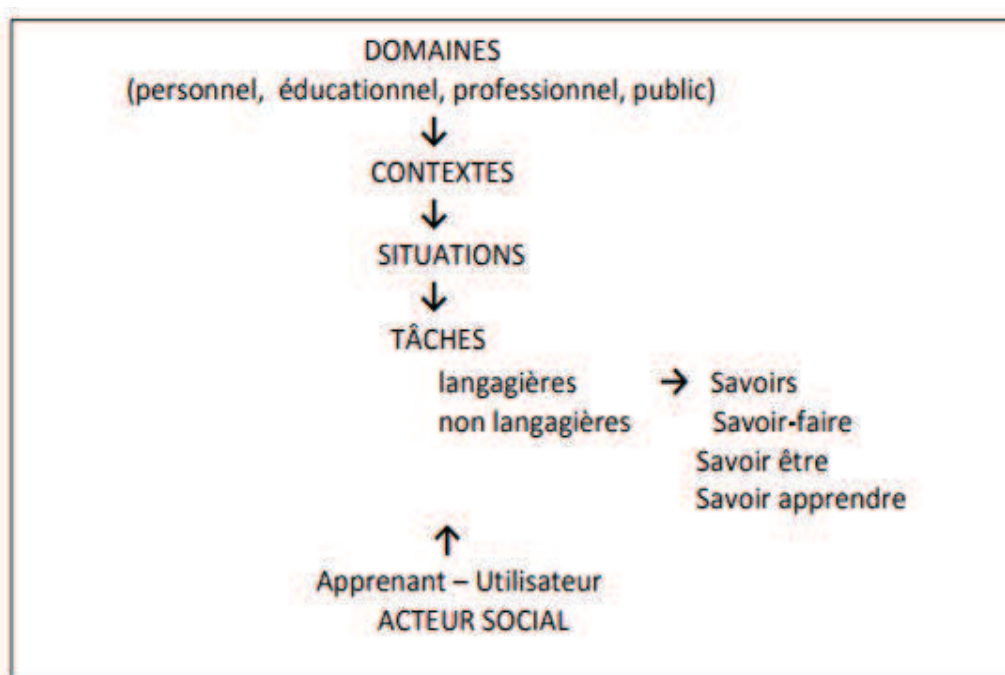 DOMAINES
(personnel, éducationnel, professionnel, public)
↓
CONTEXTES
↓
SITUATIONS
↓
TÂCHES
langagières → Savoirs
non langagières Savoir-faire
Savoir être
Savoir apprendre
↑
Apprenant – Utilisateur
ACTEUR SOCIAL